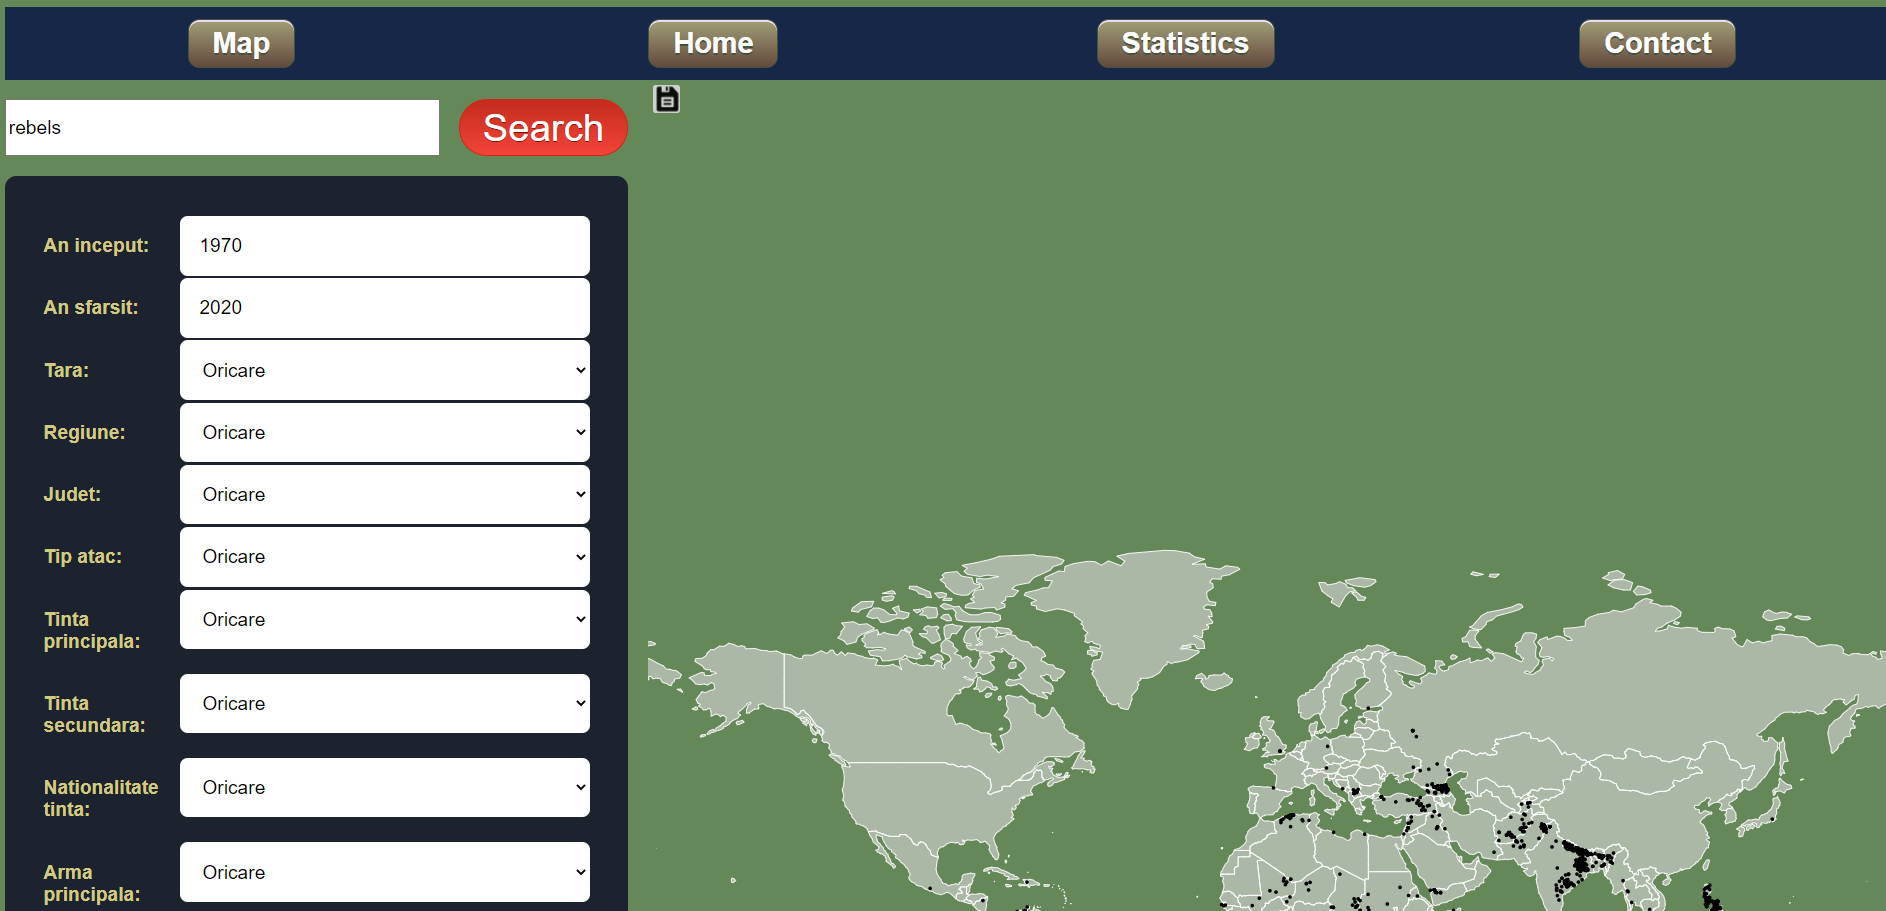 Map Home Statistics Contact
rebels Search
An inceput: 1970
An sfarsit: 2020
Tara: Oricare
Regiune: Oricare
Judet: Oricare
Tip atac: Oricare
Tinta
principala: Oricare
Tinta
secundara: Oricare
Nationalitate
tinta: Oricare
Arma
principala: Oricare